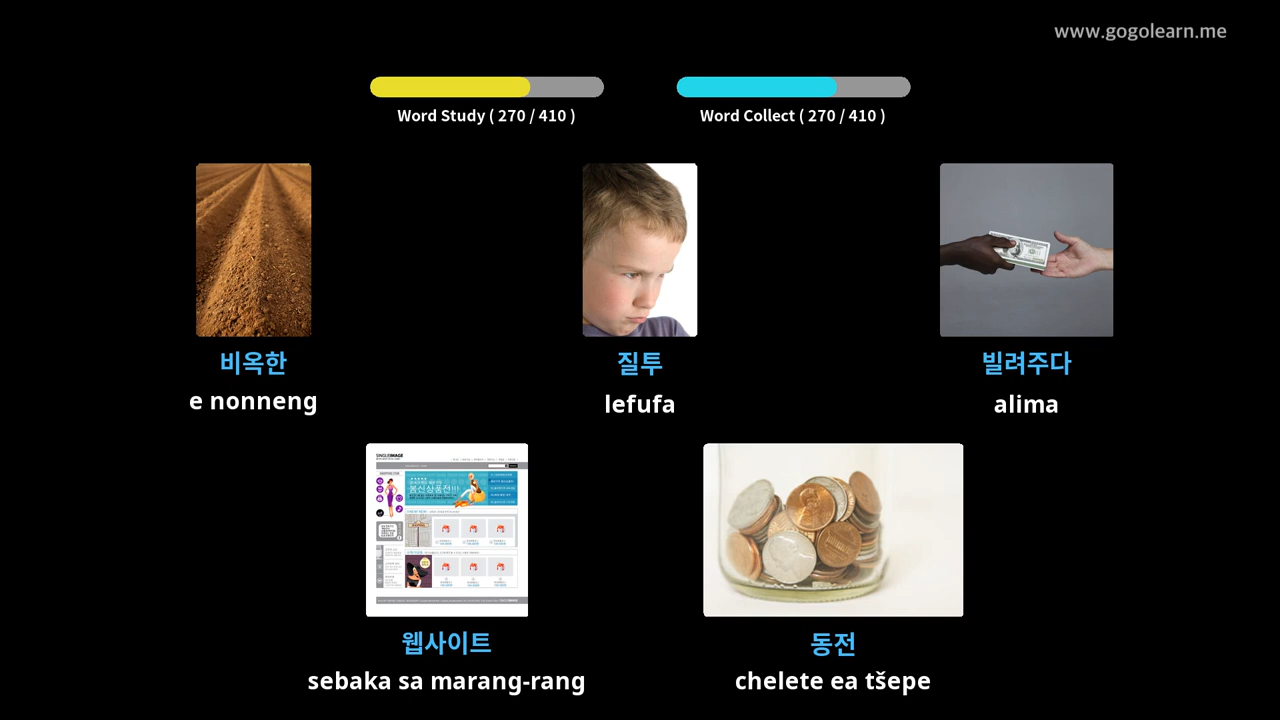 www.gogolearn.me
Word Study ( 270 / 410 )
Word Collect ( 270 / 410 )
비옥한
e nonneng
질투
lefufa
빌려주다
alima
웹사이트
sebaka sa marang-rang
동전
chelete ea tšepe